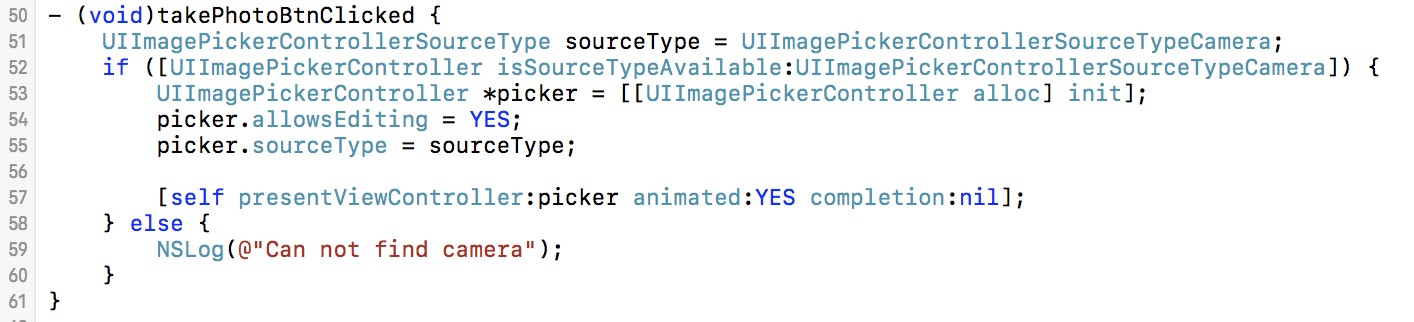 50 - (void)takePhotoBtnClicked {
51     UIImagePickerControllerSourceType sourceType = UIImagePickerControllerSourceTypeCamera;
52     if ([UIImagePickerController isSourceTypeAvailable:UIImagePickerControllerSourceTypeCamera]) {
53         UIImagePickerController *picker = [[UIImagePickerController alloc] init];
54         picker.allowsEditing = YES;
55         picker.sourceType = sourceType;
56
57         [self presentViewController:picker animated:YES completion:nil];
58     } else {
59         NSLog(@"Can not find camera");
60     }
61 }